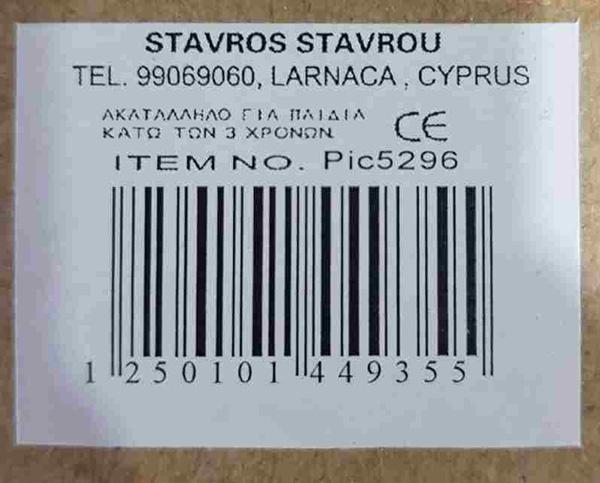 STAVROS STAVROU
TEL. 99069060, LARNACA , CYPRUS
ΑΚΑΤΑΛΛΗΛΟ ΓΙΑ ΠΑΙΔΙΑ
ΚΑΤΩ ΤΩΝ 3 ΧΡΟΝΩΝ CE
ITEM NO. Pic5296
1 250101 449355